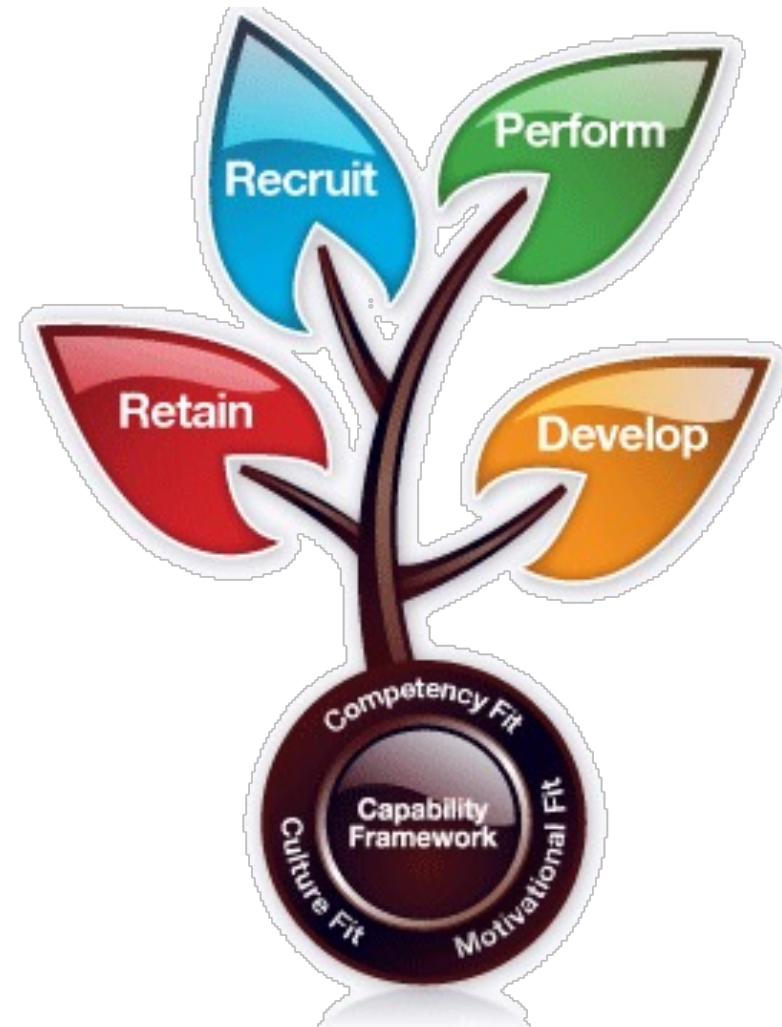 Recruit
Perform
Retain
Develop
Competency Fit
Capability
Framework
Culture Fit
Motivational Fit